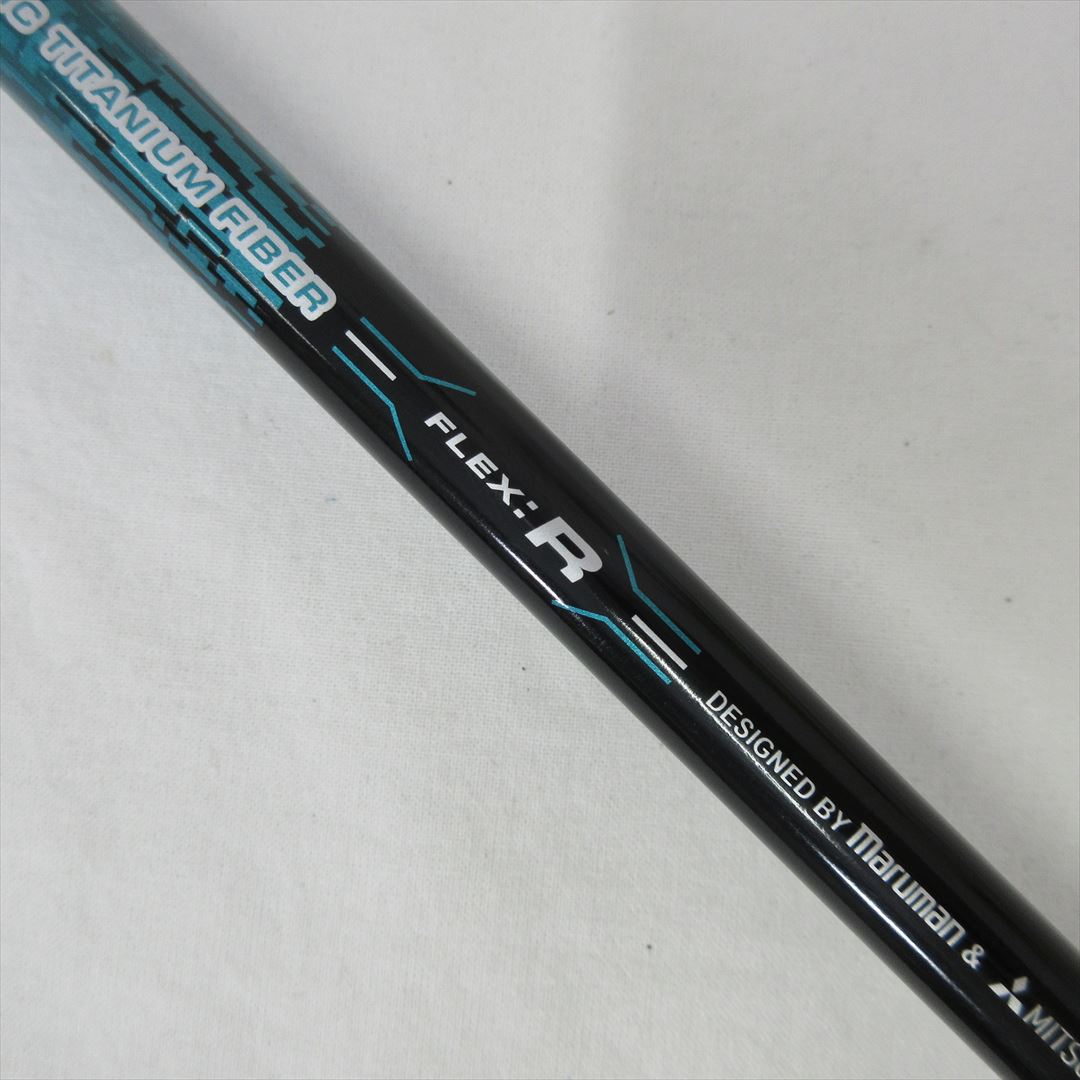 TITANIUM FIBER
FLEX: R
DESIGNED BY Maruman &